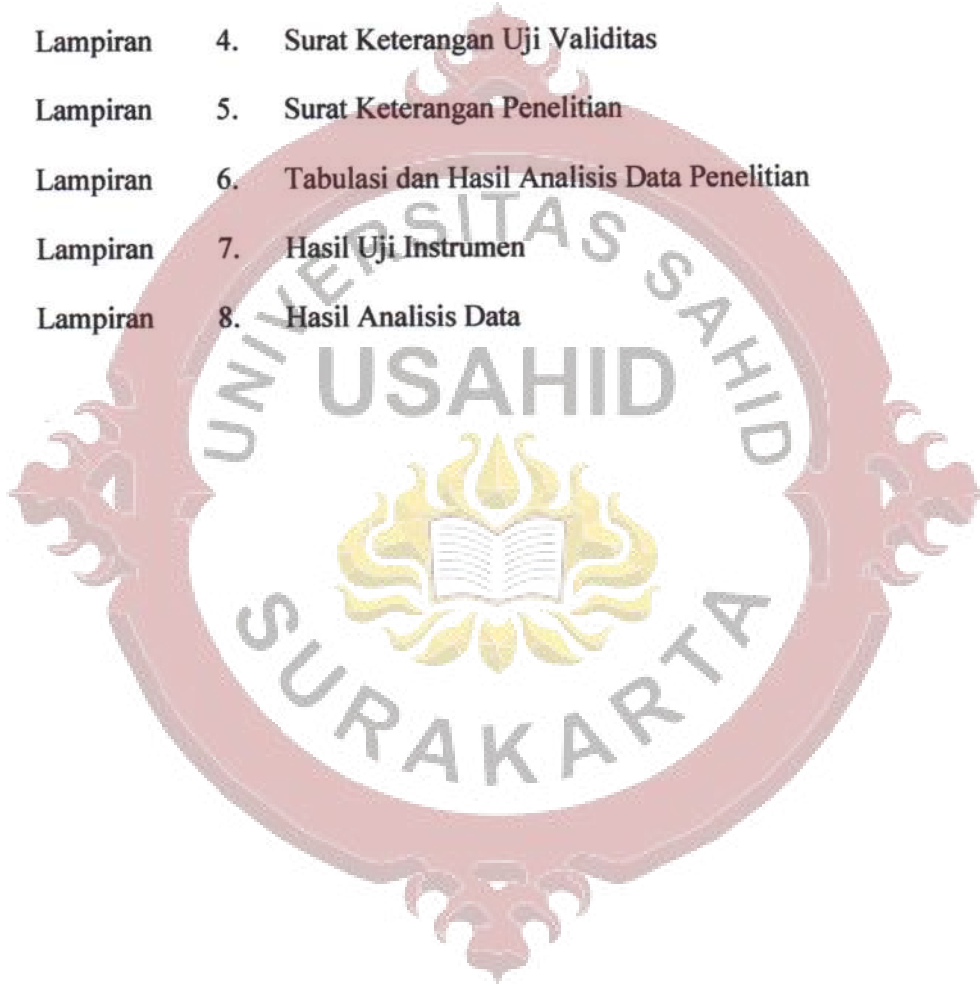 Lampiran 4. Surat Keterangan Uji Validitas
Lampiran 5. Surat Keterangan Penelitian
Lampiran 6. Tabulasi dan Hasil Analisis Data Penelitian
Lampiran 7. Hasil Uji Instrumen
Lampiran 8. Hasil Analisis Data
UNIVERSITAS SAHID
USAHID
SURAKARTA